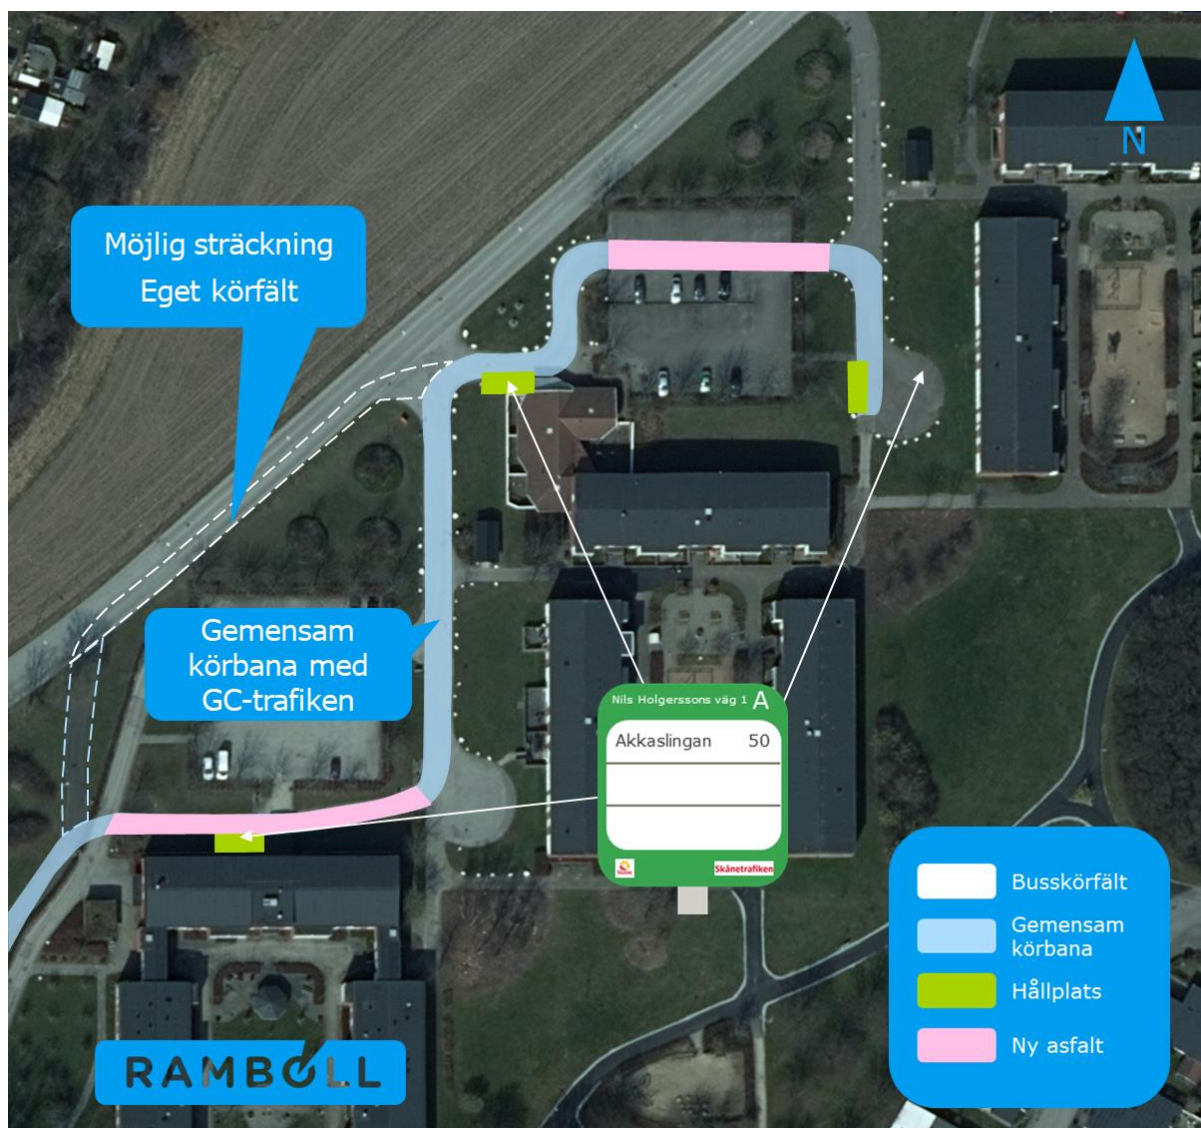 N
Möjlig sträckning
Eget körfält
Gemensam
körbana med
GC-trafiken
Nils Holgerssons väg 1 A
Akkaslingan 50
Skånetrafiken
Busskörfält
Gemensam
körbana
Hållplats
Ny asfalt
RAMBOLL